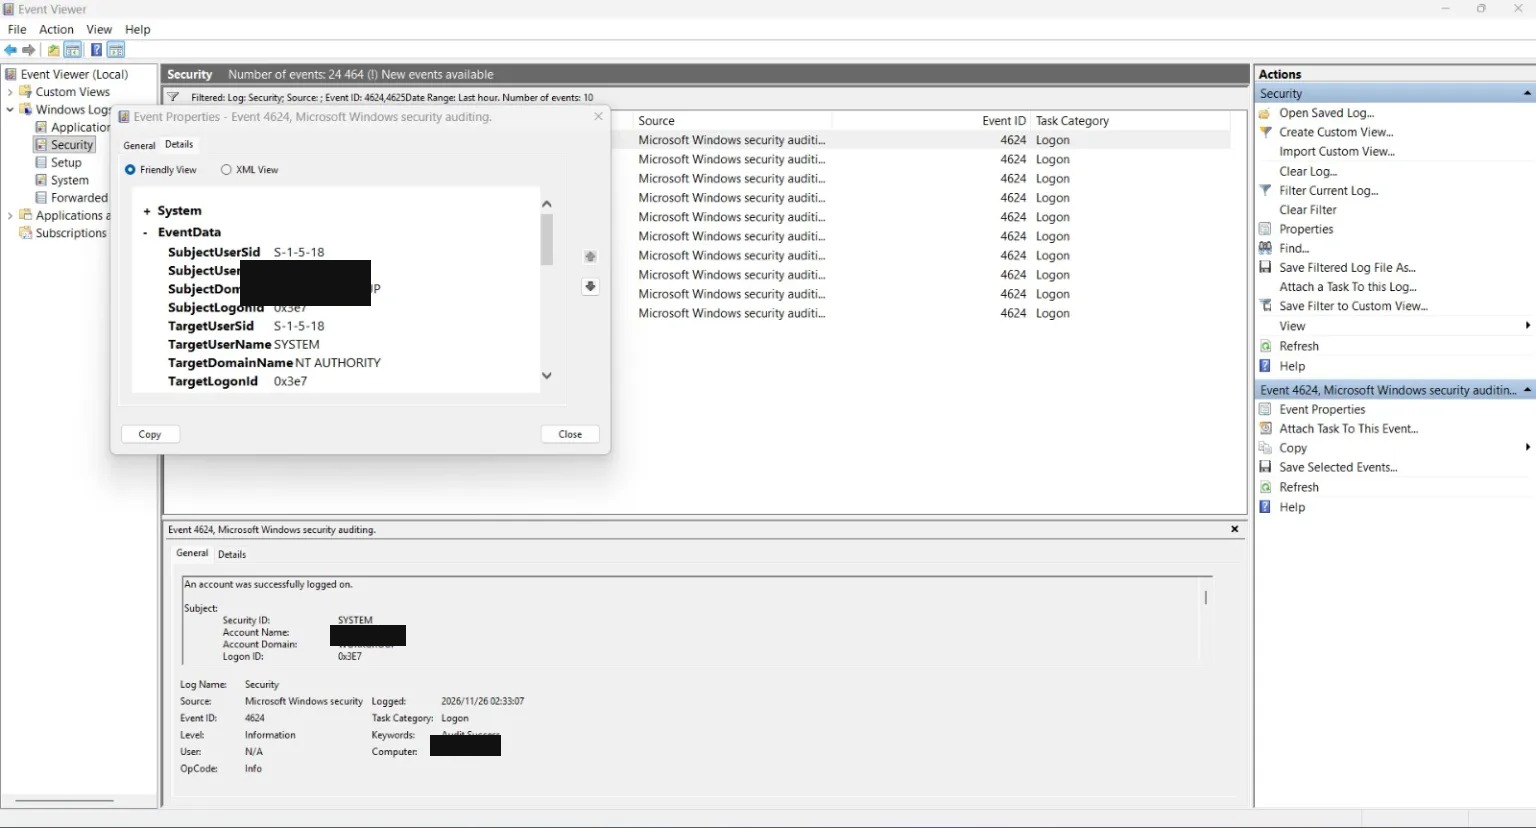 Event Viewer
File Action View Help
Event Viewer (Local)
Custom Views
Windows Logs
Application
Security
Setup
System
Forwarded
Applications a
Subscriptions
Security Number of events: 24 464 (!) New events available
Filtered: Log: Security; Source: ; Event ID: 4624,4625Date Range: Last hour. Number of events: 10
Source Event ID Task Category
Microsoft Windows security auditi... 4624 Logon
Microsoft Windows security auditi... 4624 Logon
Microsoft Windows security auditi... 4624 Logon
Microsoft Windows security auditi... 4624 Logon
Microsoft Windows security auditi... 4624 Logon
Microsoft Windows security auditi... 4624 Logon
Microsoft Windows security auditi... 4624 Logon
Microsoft Windows security auditi... 4624 Logon
Microsoft Windows security auditi... 4624 Logon
Microsoft Windows security auditi... 4624 Logon
Event Properties - Event 4624, Microsoft Windows security auditing.
General Details
Friendly View XML View
+ System
- EventData
SubjectUserSid S-1-5-18
SubjectUser
SubjectDom
SubjectLogonId 0x3e7
TargetUserSid S-1-5-18
TargetUserName SYSTEM
TargetDomainName NT AUTHORITY
TargetLogonId 0x3e7
Copy Close
Event 4624, Microsoft Windows security auditing.
General Details
An account was successfully logged on.
Subject:
Security ID: SYSTEM
Account Name:
Account Domain:
Logon ID: 0x3E7
Log Name: Security
Source: Microsoft Windows security Logged: 2026/11/26 02:33:07
Event ID: 4624 Task Category: Logon
Level: Information Keywords: Audit Success
User: N/A Computer:
OpCode: Info
Actions
Security
Open Saved Log...
Create Custom View...
Import Custom View...
Clear Log...
Filter Current Log...
Clear Filter
Properties
Find...
Save Filtered Log File As...
Attach a Task To this Log...
Save Filter to Custom View...
View
Refresh
Help
Event 4624, Microsoft Windows security auditin...
Event Properties
Attach Task To This Event...
Copy
Save Selected Events...
Refresh
Help